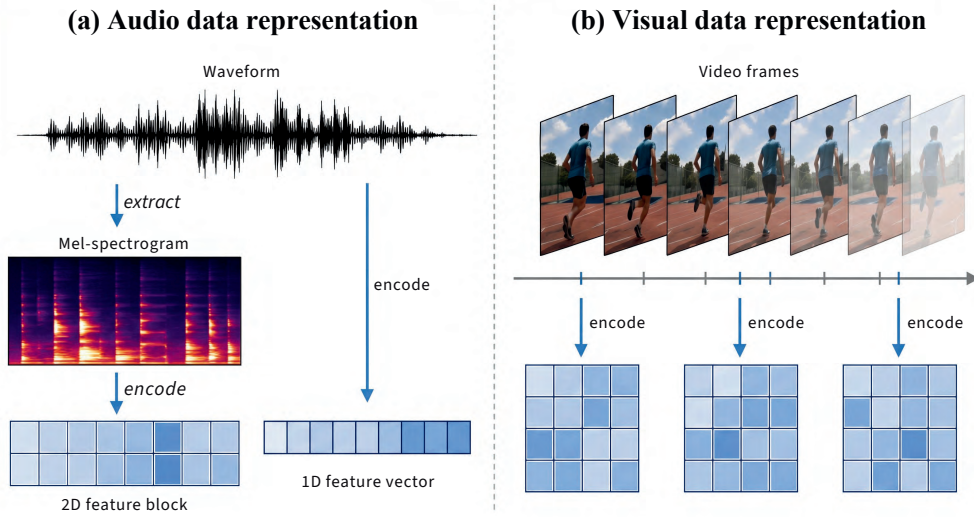 (a) Audio data representation
Waveform
extract
Mel-spectrogram
encode
encode
2D feature block
1D feature vector
(b) Visual data representation
Video frames
encode
encode
encode